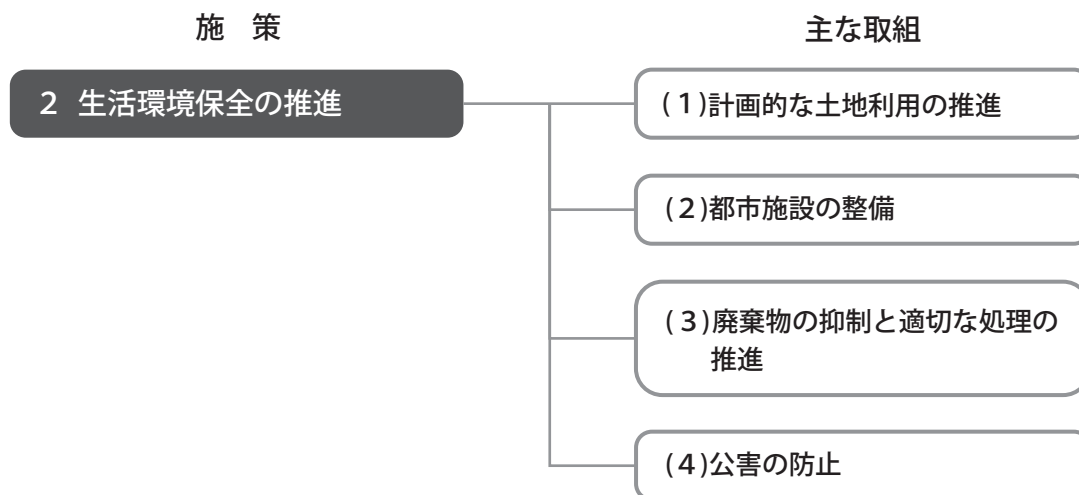 施　策
主な取組
2　生活環境保全の推進
(1)計画的な土地利用の推進
(2)都市施設の整備
(3)廃棄物の抑制と適切な処理の
推進
(4)公害の防止